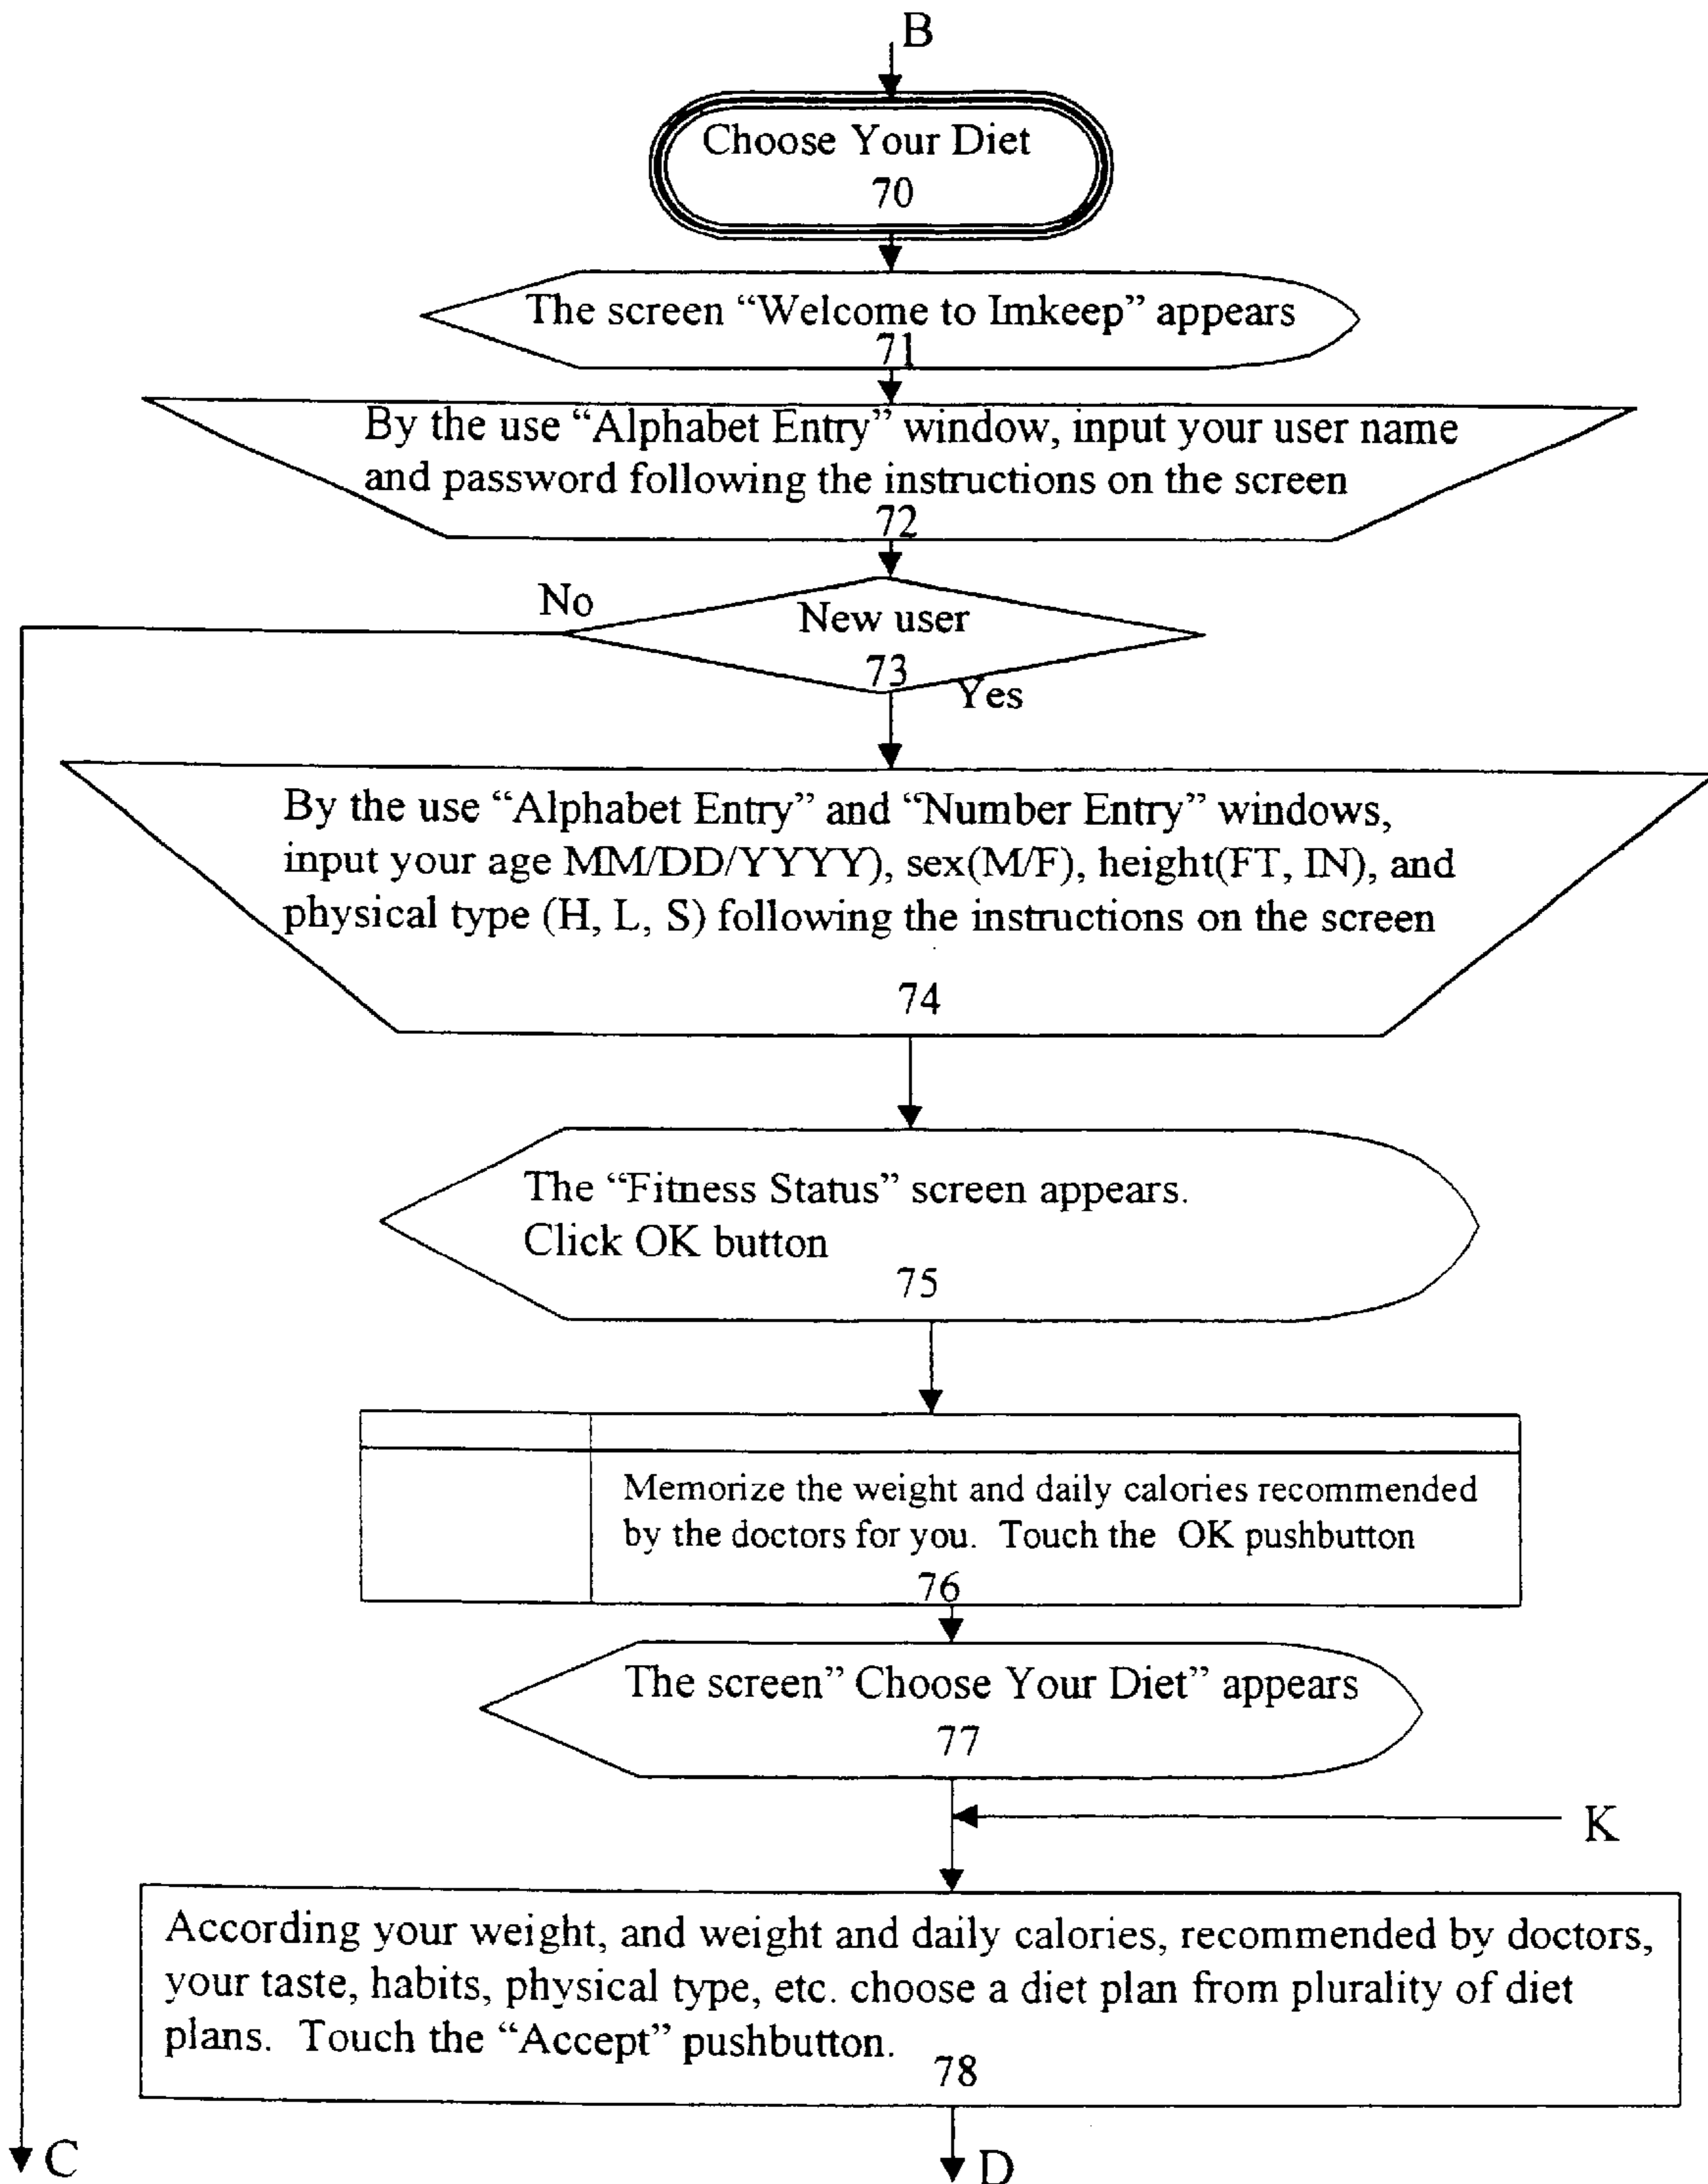 B
Choose Your Diet
70
The screen “Welcome to Imkeep” appears
71
By the use “Alphabet Entry” window, input your user name
and password following the instructions on the screen
72
No
New user
73
Yes
By the use “Alphabet Entry” and “Number Entry” windows,
input your age MM/DD/YYYY), sex(M/F), height(FT, IN), and
physical type (H, L, S) following the instructions on the screen
74
The “Fitness Status” screen appears.
Click OK button
75
Memorize the weight and daily calories recommended
by the doctors for you. Touch the OK pushbutton
76
The screen” Choose Your Diet” appears
77
K
According your weight, and weight and daily calories, recommended by doctors,
your taste, habits, physical type, etc. choose a diet plan from plurality of diet
plans. Touch the “Accept” pushbutton.
78
C
D